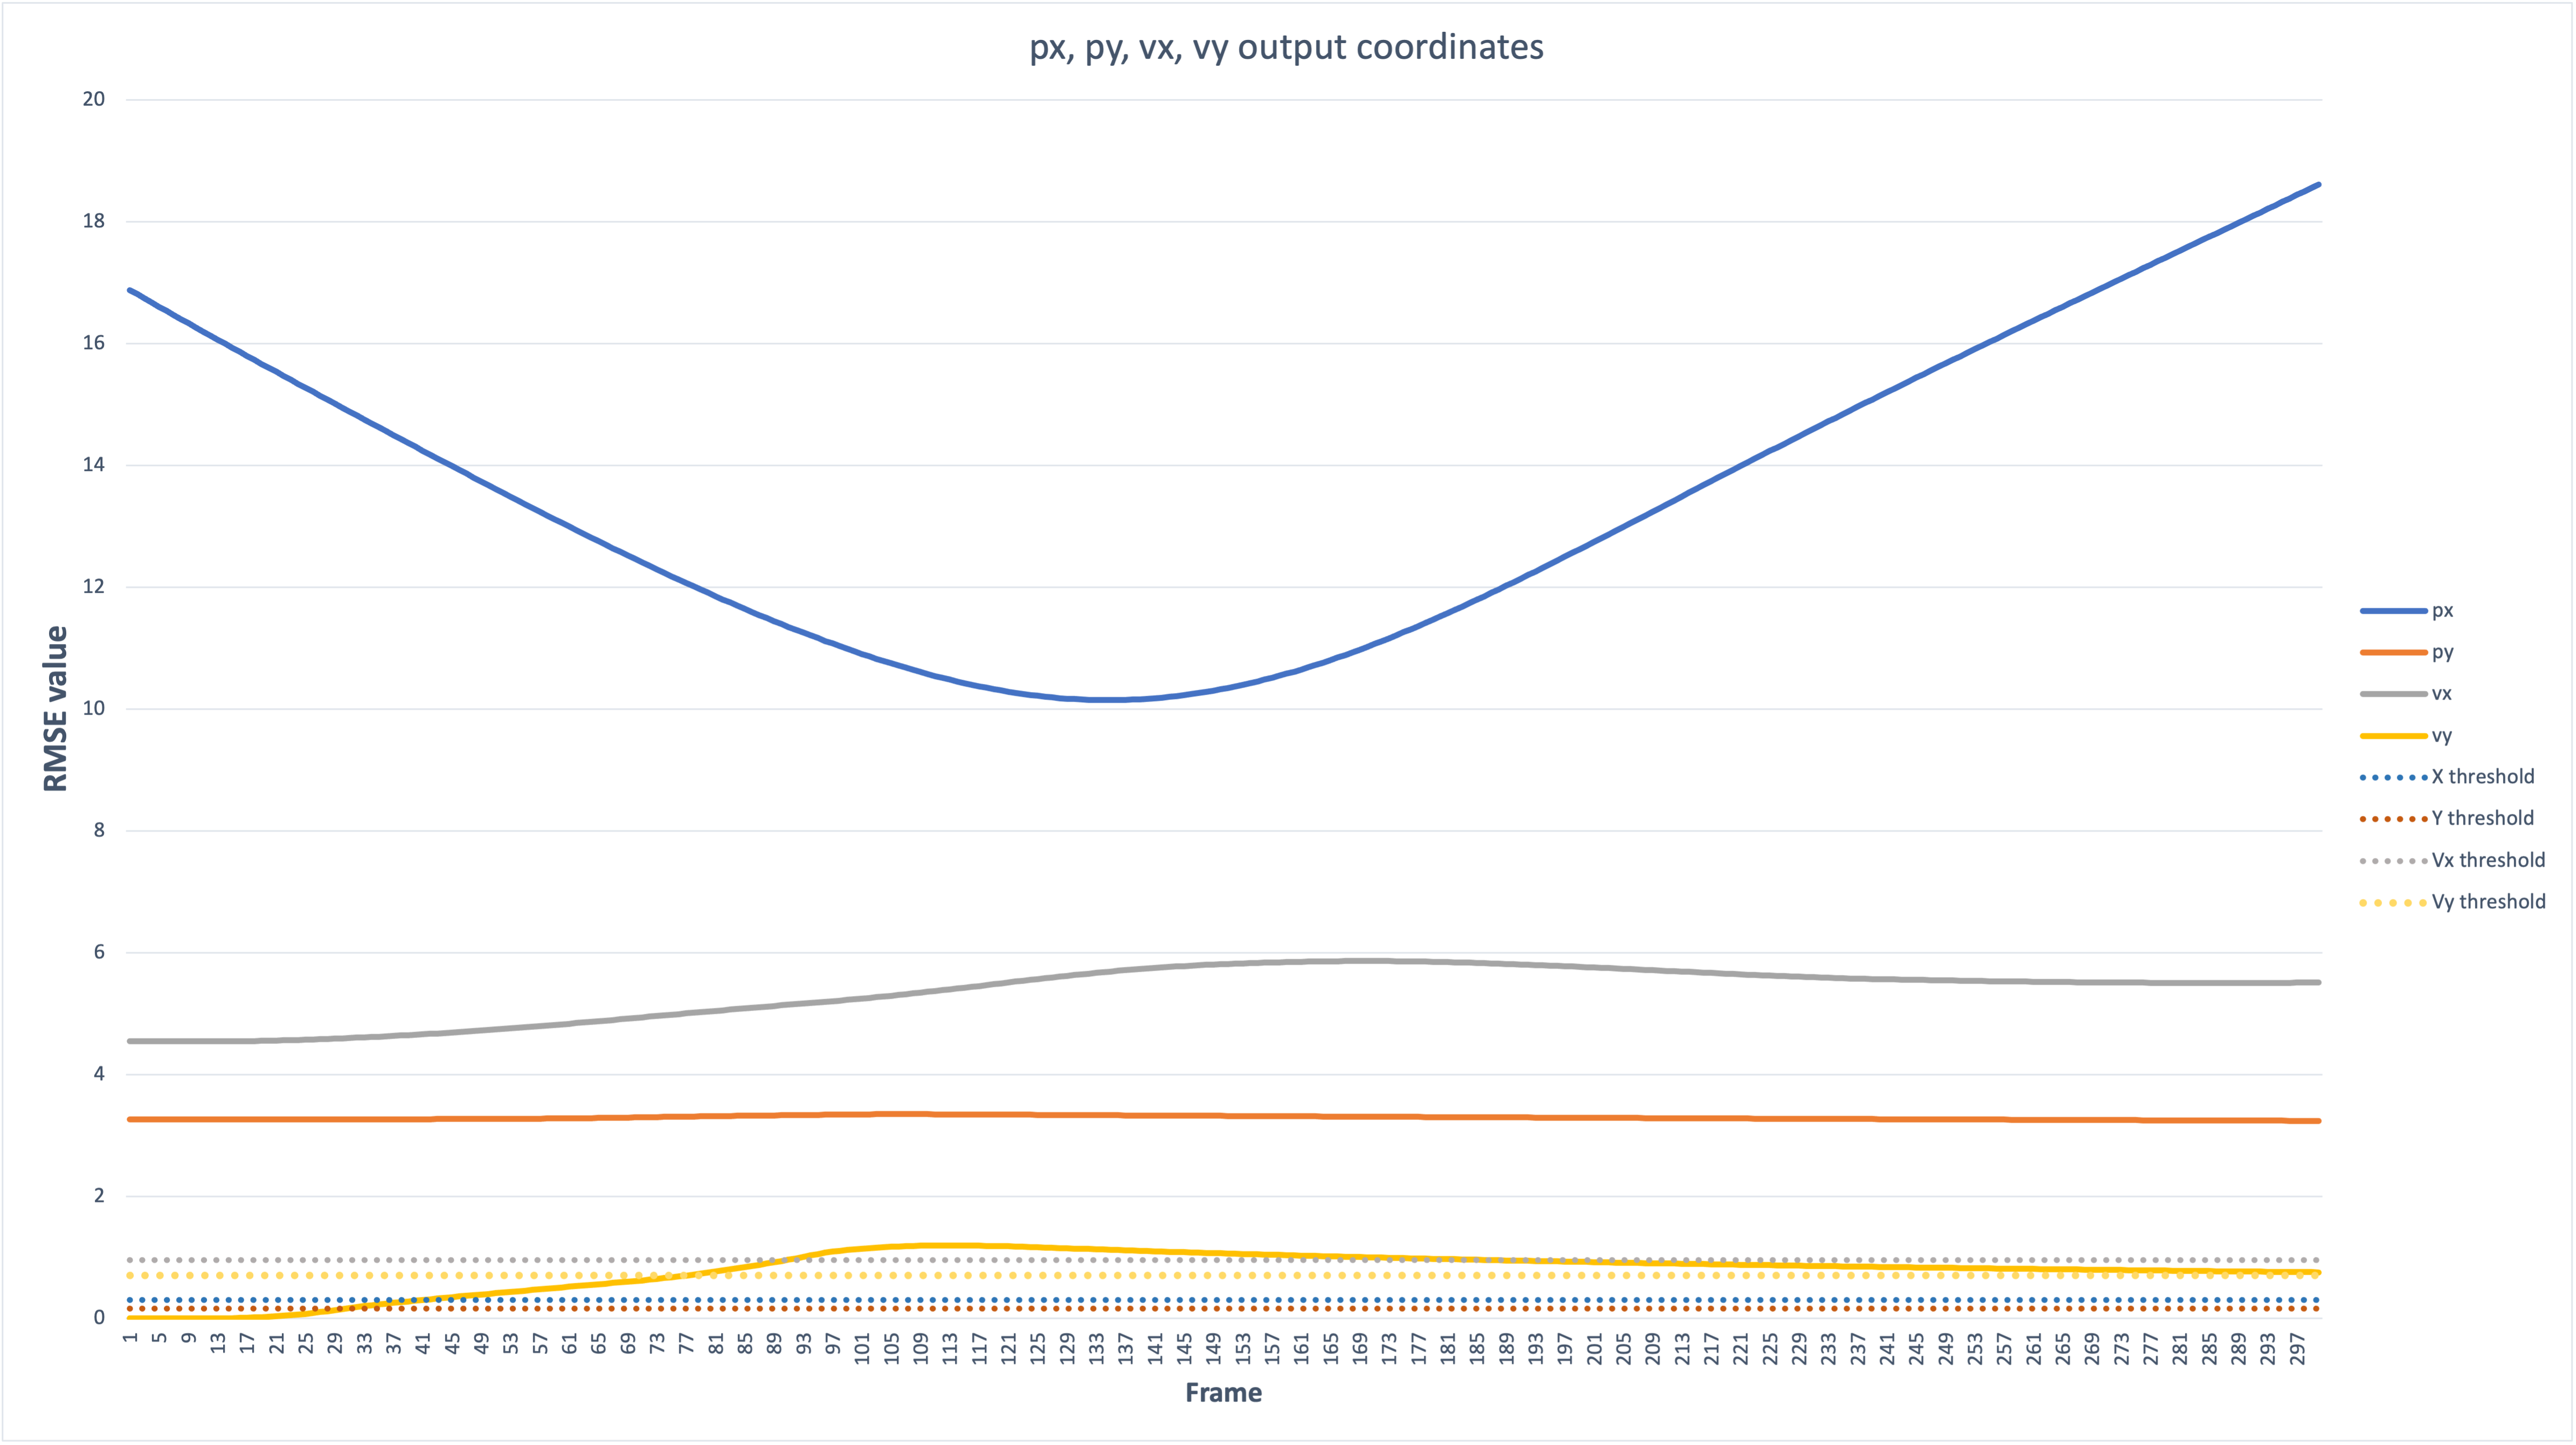 px, py, vx, vy output coordinates
20
18
16
14
12
10
8
6
4
2
0
RMSE value
1 5 9 13 17 21 25 29 33 37 41 45 49 53 57 61 65 69 73 77 81 85 89 93 97 101 105 109 113 117 121 125 129 133 137 141 145 149 153 157 161 165 169 173 177 181 185 189 193 197 201 205 209 213 217 221 225 229 233 237 241 245 249 253 257 261 265 269 273 277 281 285 289 293 297
Frame
px
py
vx
vy
X threshold
Y threshold
Vx threshold
Vy threshold